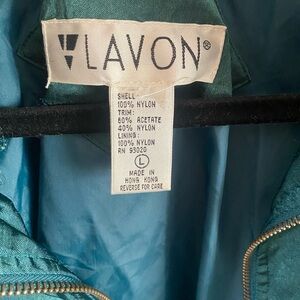 LAVON®
SHELL:
100% NYLON
TRIM:
60% ACETATE
40% NYLON
LINING:
100% NYLON
RN 93020
L
MADE IN
HONG KONG
REVERSE FOR CARE